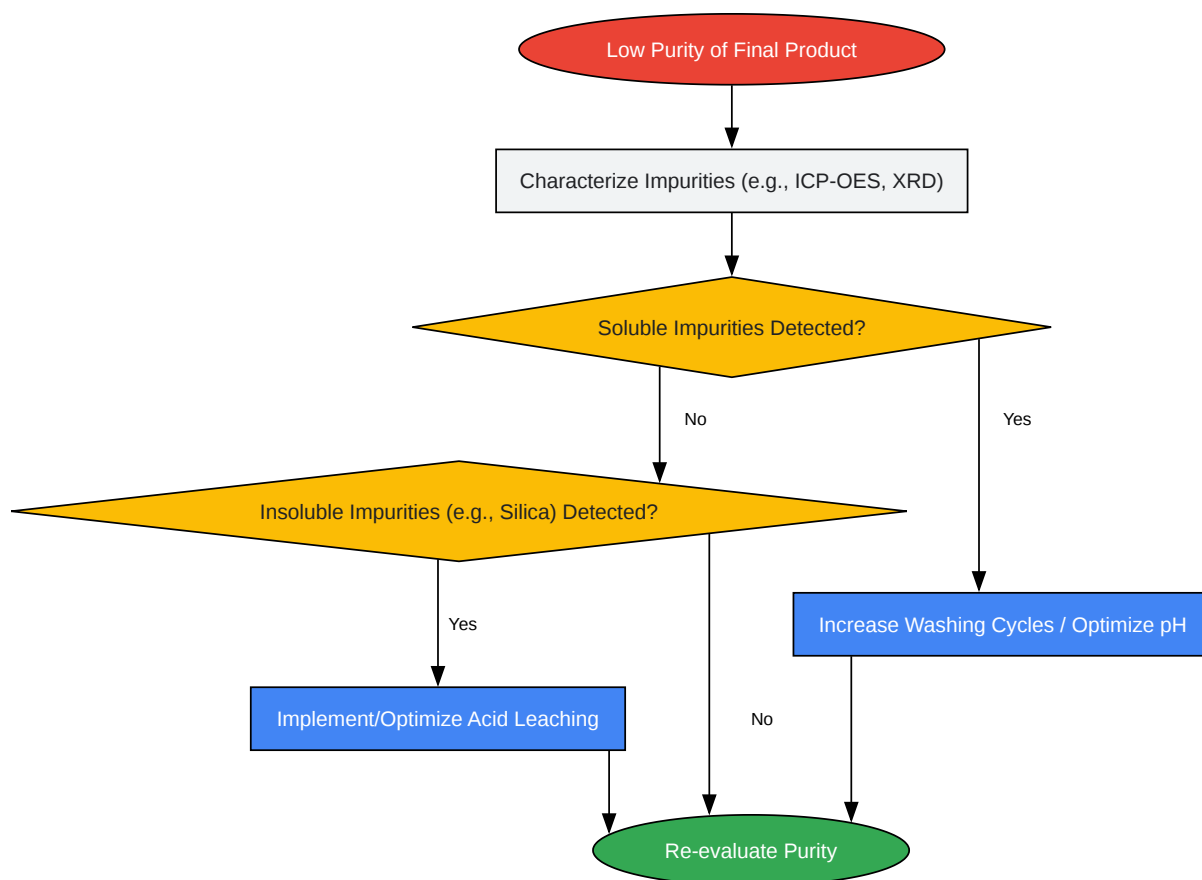 Low Purity of Final Product
Characterize Impurities (e.g., ICP-OES, XRD)
Soluble Impurities Detected?
No
Yes
Insoluble Impurities (e.g., Silica) Detected?
Yes
Increase Washing Cycles / Optimize pH
Implement/Optimize Acid Leaching
No
Re-evaluate Purity